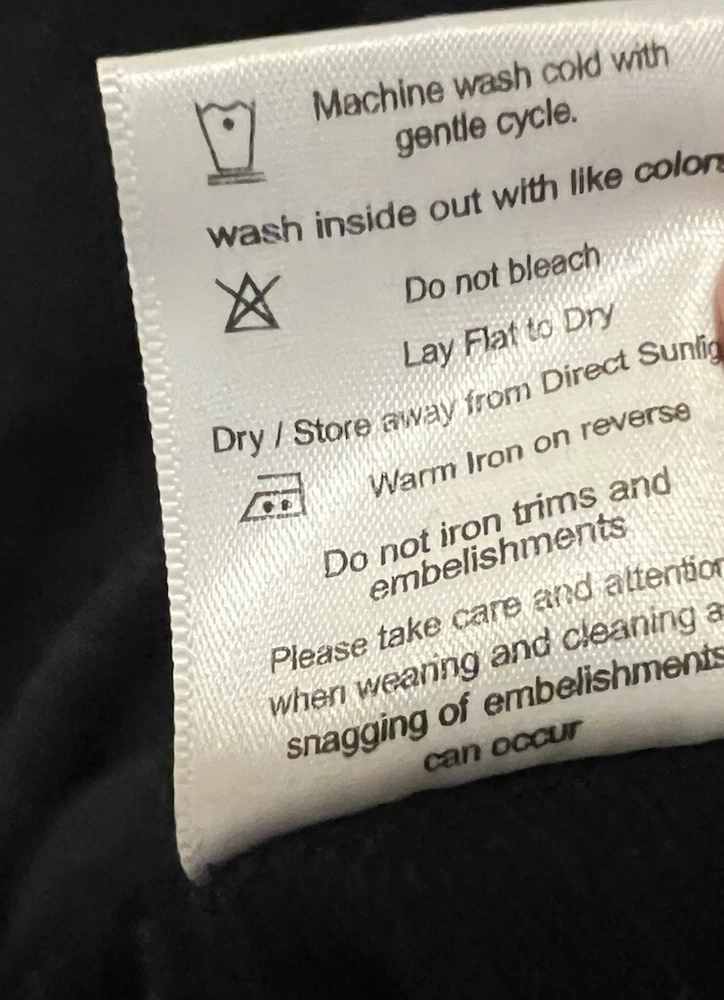 Machine wash cold with
gentle cycle.
wash inside out with like colors
Do not bleach
Lay Flat to Dry
Dry / Store away from Direct Sunlig
Warm Iron on reverse
Do not iron trims and
embelishments
Please take care and attention
when wearing and cleaning a
snagging of embelishments
can occur